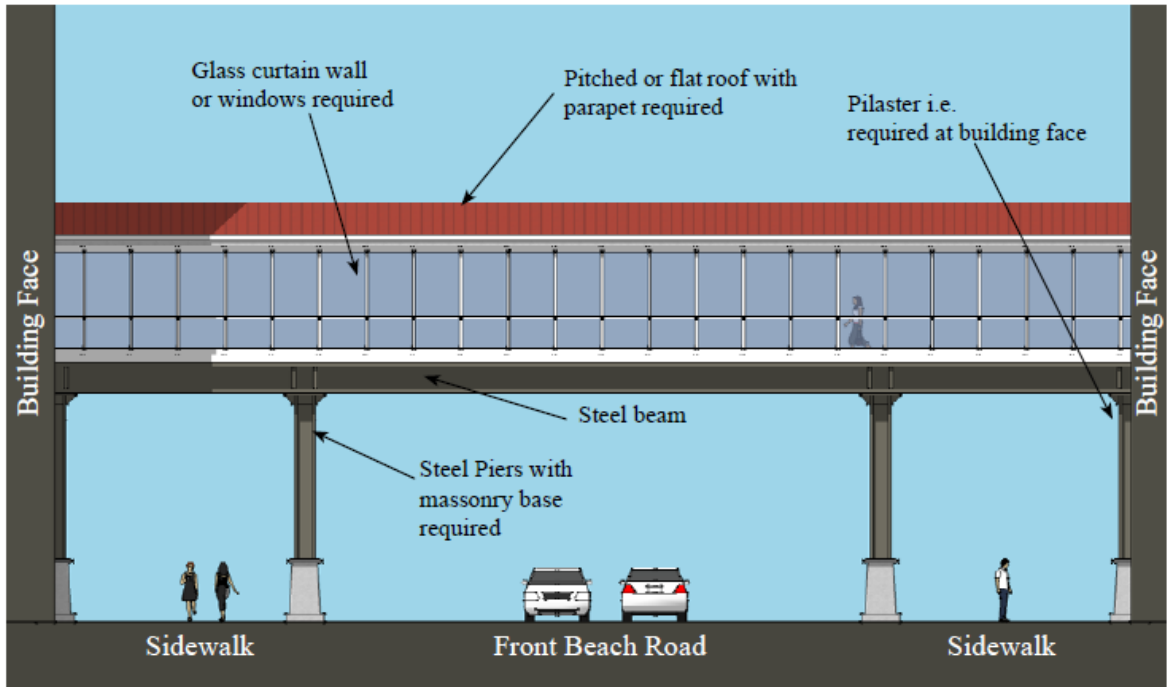 Glass curtain wall
or windows required
Pitched or flat roof with
parapet required
Pilaster i.e.
required at building face
Building Face
Building Face
Steel beam
Steel Piers with
massonry base
required
Sidewalk
Front Beach Road
Sidewalk